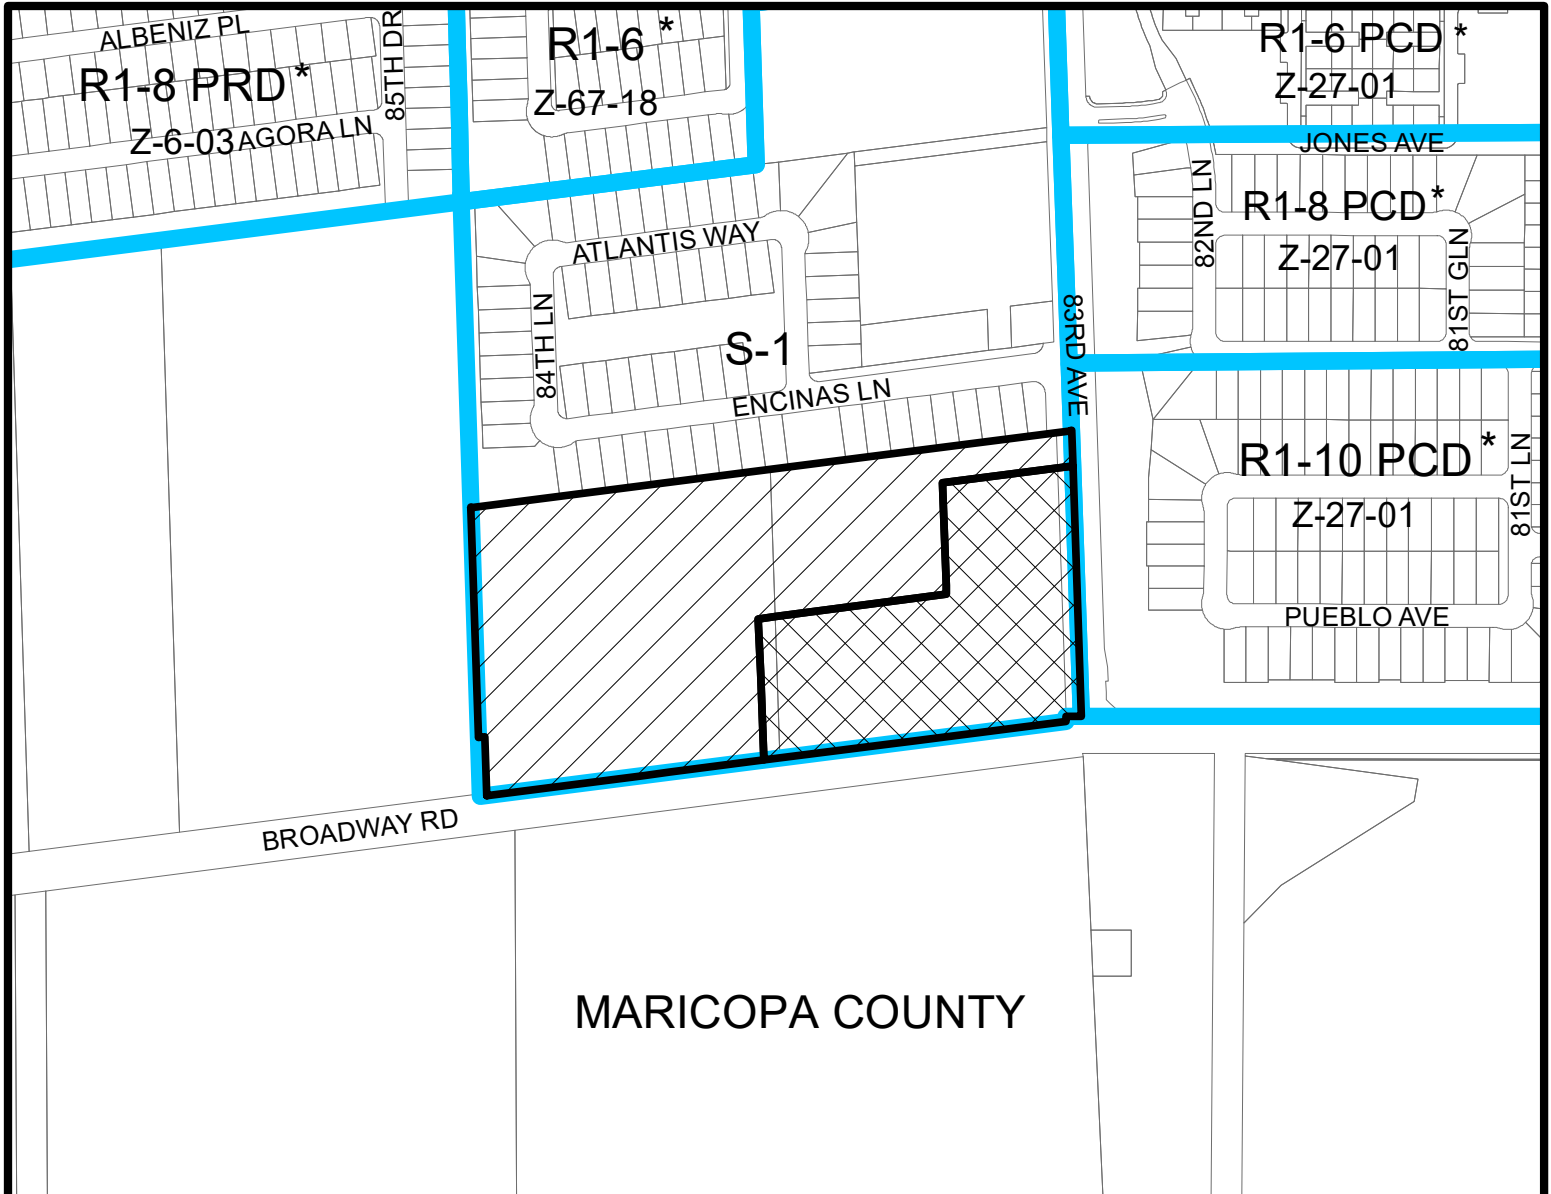 ALBENIZ PL
R1-8 PRD *
Z-6-03
AGORA LN
85TH DR
R1-6 *
Z-67-18
R1-6 PCD *
Z-27-01
JONES AVE
82ND LN
R1-8 PCD *
Z-27-01
81ST GLN
ATLANTIS WAY
84TH LN
S-1
83RD AVE
ENCINAS LN
R1-10 PCD *
Z-27-01
81ST LN
PUEBLO AVE
BROADWAY RD
MARICOPA COUNTY